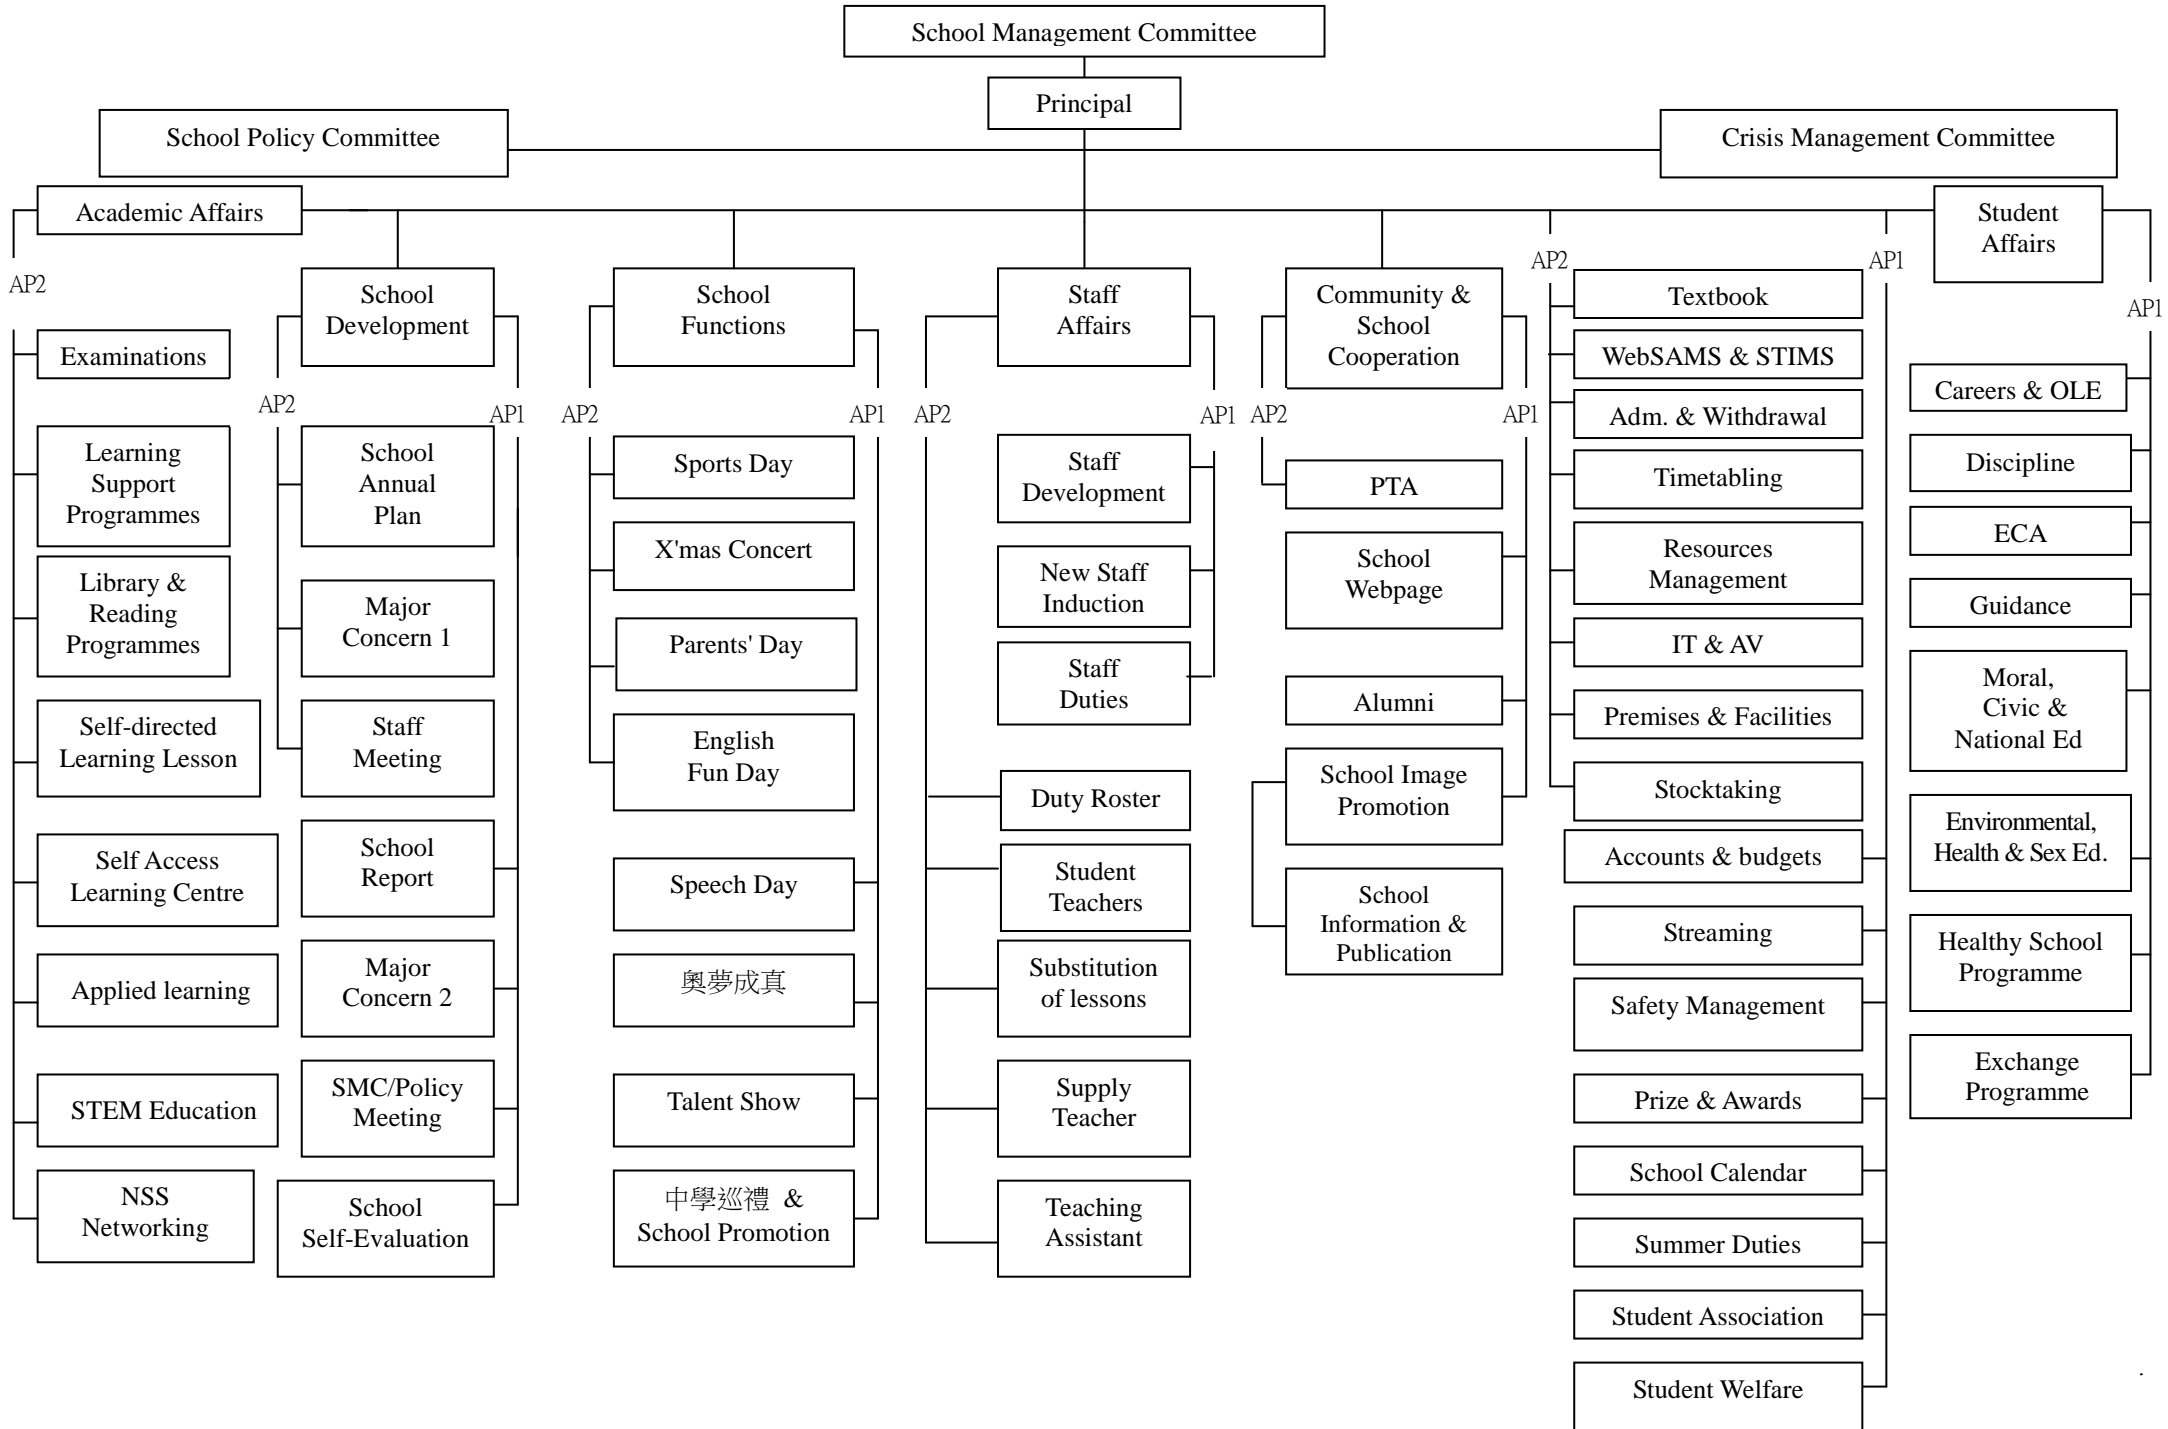 School Management Committee
Principal
School Policy Committee
Crisis Management Committee
Academic Affairs
Student
Affairs
AP2
Examinations
Learning
Support
Programmes
Library &
Reading
Programmes
Self-directed
Learning Lesson
Self Access
Learning Centre
Applied learning
STEM Education
NSS
Networking
School
Development
AP2
AP1
School
Annual
Plan
Major
Concern 1
Staff
Meeting
School
Report
Major
Concern 2
SMC/Policy
Meeting
School
Self-Evaluation
School
Functions
AP2
AP1
Sports Day
X'mas Concert
Parents' Day
English
Fun Day
Speech Day
奧夢成真
Talent Show
中學巡禮 &
School Promotion
Staff
Affairs
AP2
AP1
Staff
Development
New Staff
Induction
Staff
Duties
Duty Roster
Student
Teachers
Substitution
of lessons
Supply
Teacher
Teaching
Assistant
Community &
School
Cooperation
AP2
AP1
PTA
School
Webpage
Alumni
School Image
Promotion
School
Information &
Publication
AP2
AP1
Textbook
WebSAMS & STIMS
Adm. & Withdrawal
Timetabling
Resources
Management
IT & AV
Premises & Facilities
Stocktaking
Accounts & budgets
Streaming
Safety Management
Prize & Awards
School Calendar
Summer Duties
Student Association
Student Welfare
AP1
Careers & OLE
Discipline
ECA
Guidance
Moral,
Civic &
National Ed
Environmental,
Health & Sex Ed.
Healthy School
Programme
Exchange
Programme